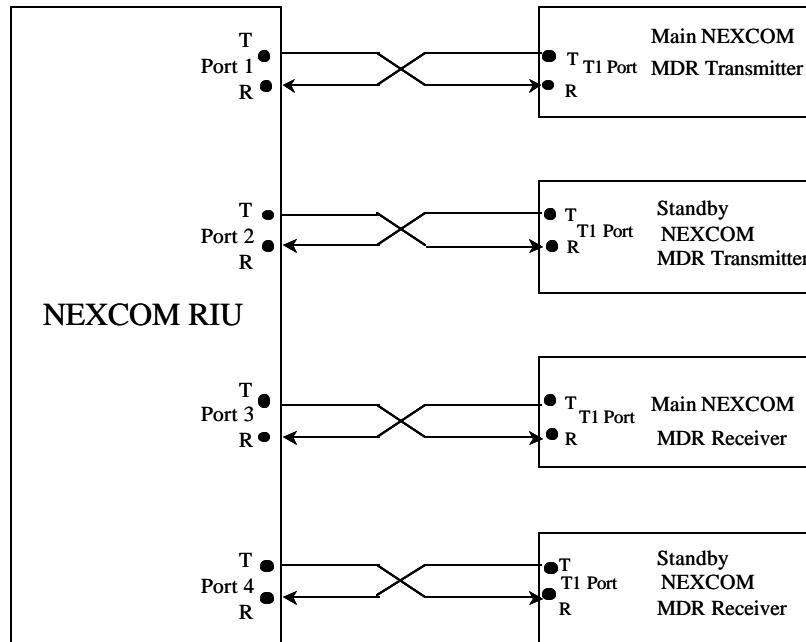 T
Port 1
R
T
T1 Port
R
Main NEXCOM
MDR Transmitter
T
Port 2
R
T
T1 Port
R
Standby
NEXCOM
MDR Transmitter
NEXCOM RIU
T
Port 3
R
T
T1 Port
R
Main NEXCOM
MDR Receiver
T
Port 4
R
T
T1 Port
R
Standby
NEXCOM
MDR Receiver